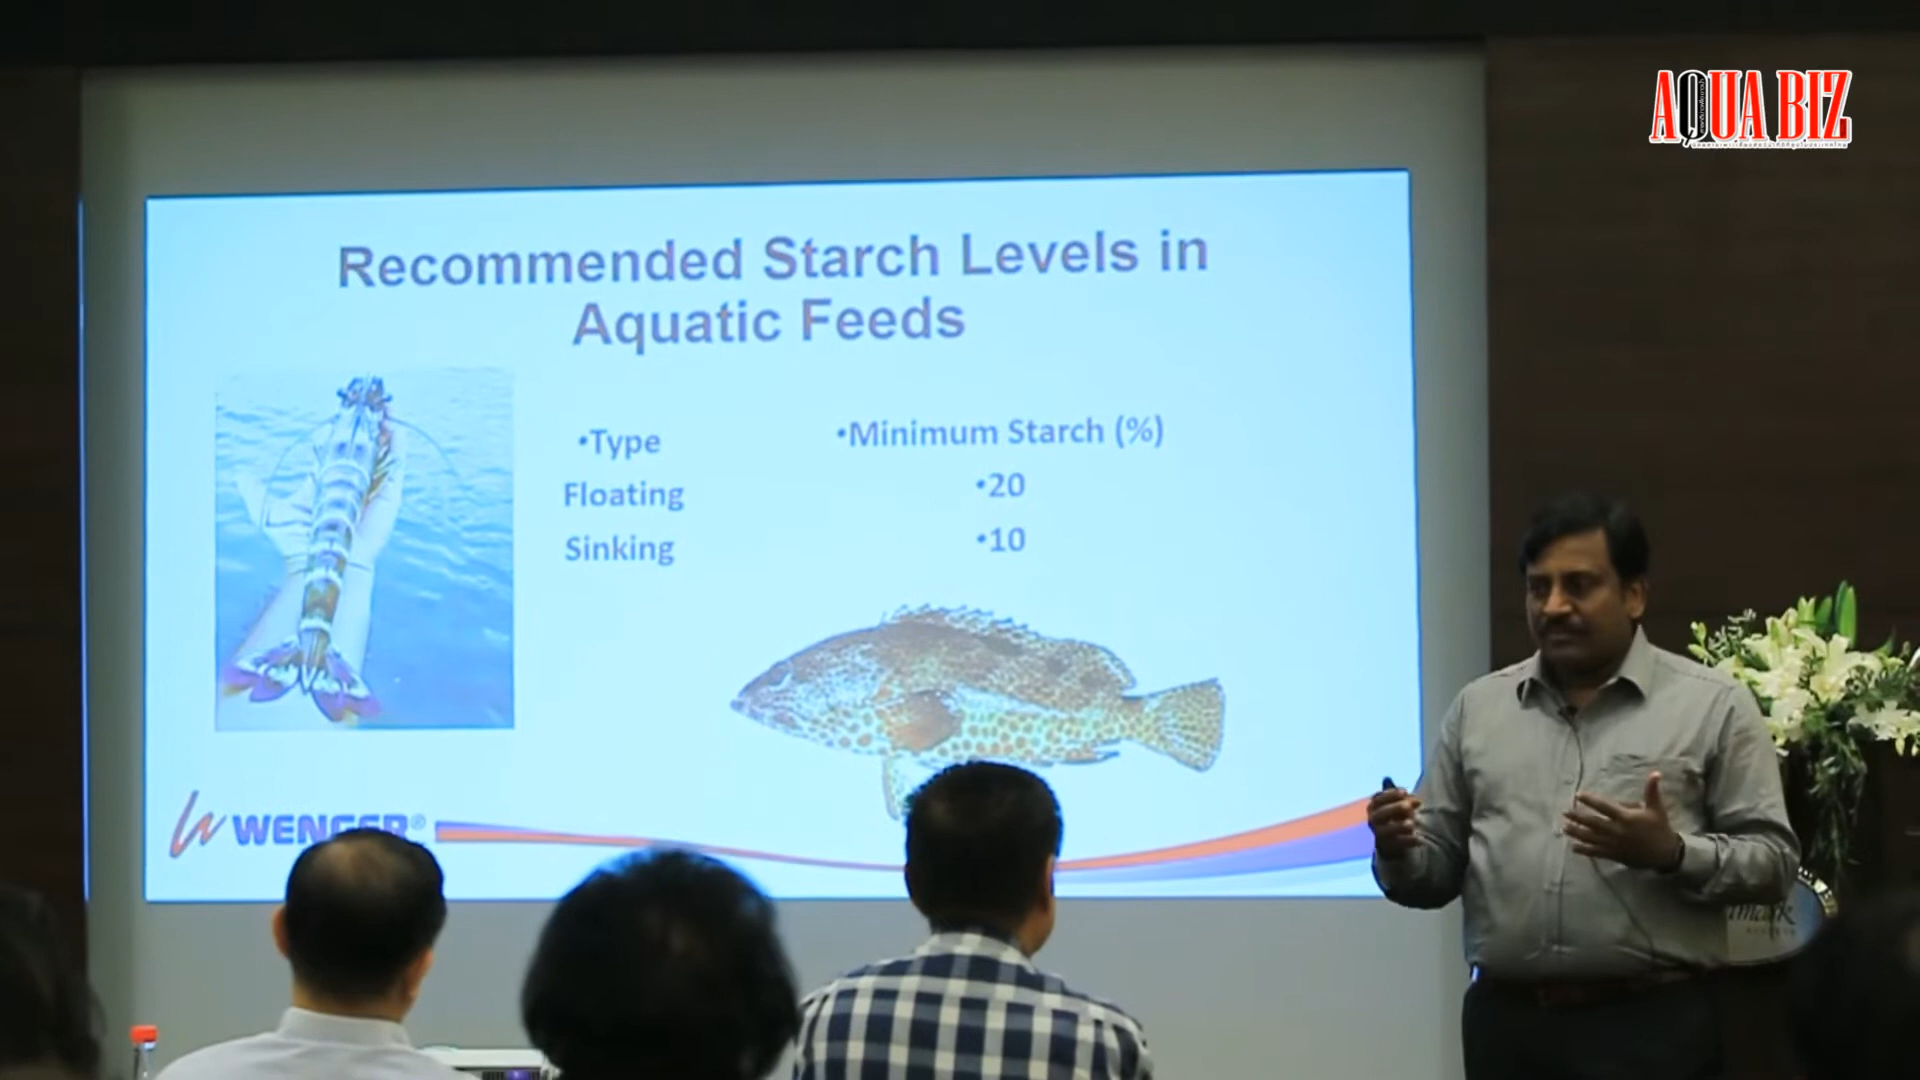 AQUA BIZ
Recommended Starch Levels in
Aquatic Feeds
•Type
•Minimum Starch (%)
Floating
•20
Sinking
•10
WENGER®